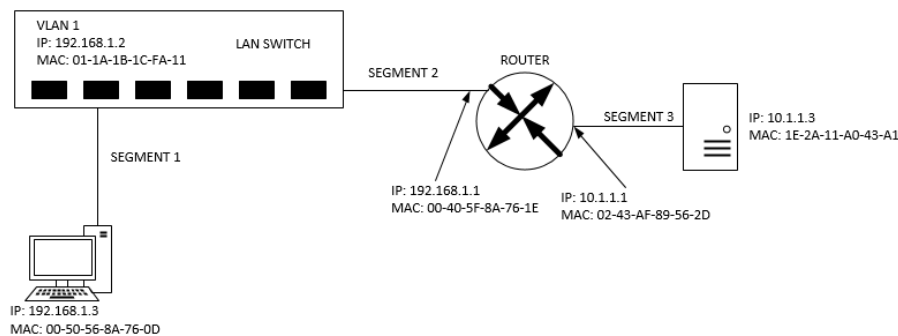 VLAN 1
IP: 192.168.1.2
LAN SWITCH
MAC: 01-1A-1B-1C-FA-11
SEGMENT 2
ROUTER
SEGMENT 3
IP: 10.1.1.3
MAC: 1E-2A-11-A0-43-A1
SEGMENT 1
IP: 192.168.1.1
MAC: 00-40-5F-8A-76-1E
IP: 10.1.1.1
MAC: 02-43-AF-89-56-2D
IP: 192.168.1.3
MAC: 00-50-56-8A-76-0D